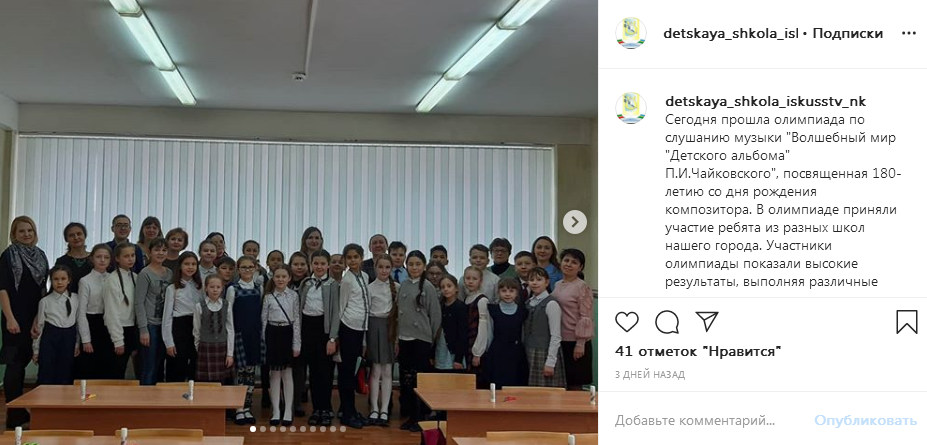 detskaya_shkola_isl • Подписки
detskaya_shkola_iskusstv_nk
Сегодня прошла олимпиада по
слушанию музыки "Волшебный мир
"Детского альбома"
П.И.Чайковского", посвященная 180-
летию со дня рождения
композитора. В олимпиаде приняли
участие ребята из разных школ
нашего города. Участники
олимпиады показали высокие
результаты, выполняя различные
41 отметок "Нравится"
3 ДНЕЙ НАЗАД
Добавьте комментарий... Опубликовать